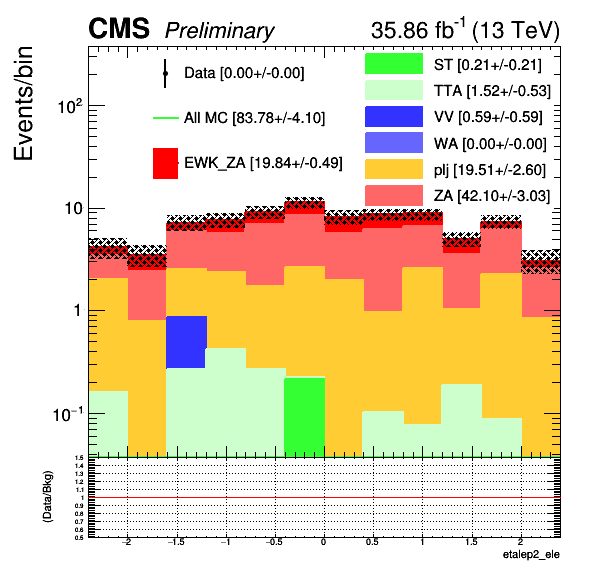 CMS Preliminary 35.86 fb⁻¹ (13 TeV)
Events/bin
Data [0.00+/-0.00]
All MC [83.78+/-4.10]
EWK_ZA [19.84+/-0.49]
ST [0.21+/-0.21]
TTA [1.52+/-0.53]
VV [0.59+/-0.59]
WA [0.00+/-0.00]
plj [19.51+/-2.60]
ZA [42.10+/-3.03]
10²
10
1
10⁻¹
(Data/Bkg)
1.5
1.4
1.3
1.2
1.1
1
0.9
0.8
0.7
0.6
0.5
−2 −1.5 −1 −0.5 0 0.5 1 1.5 2
etalep2_ele